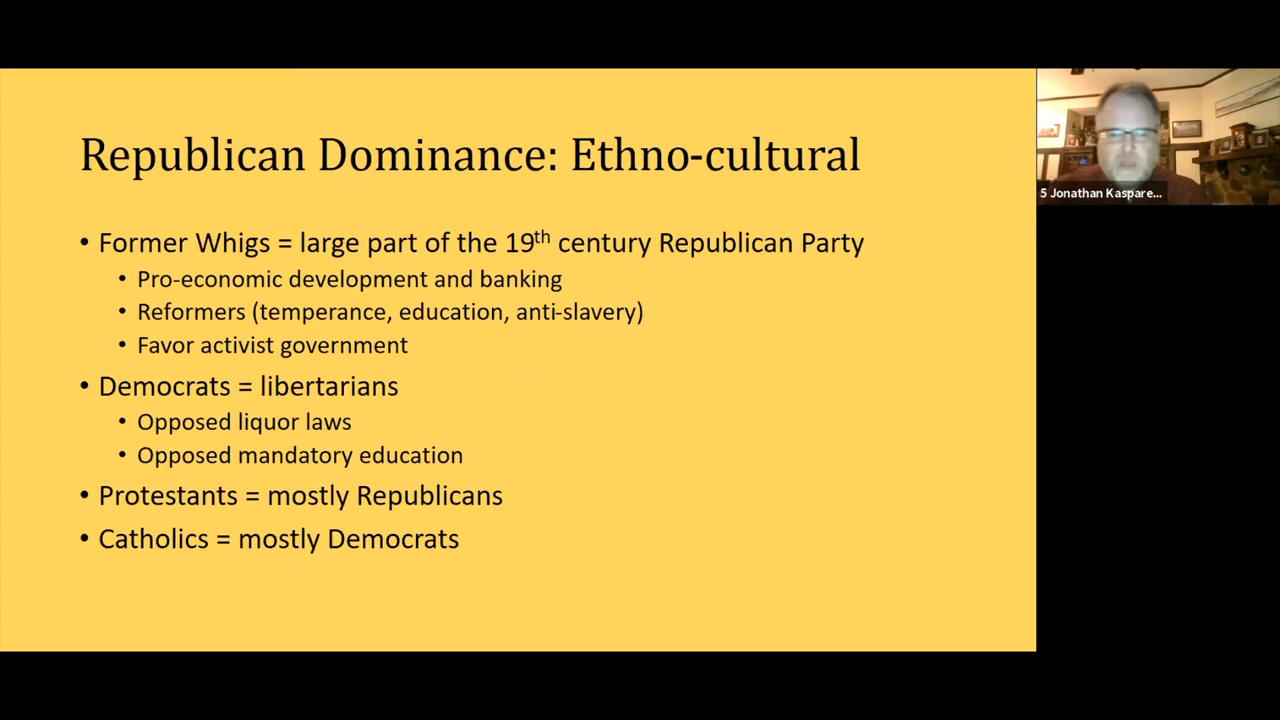 Republican Dominance: Ethno-cultural
• Former Whigs = large part of the 19th century Republican Party
• Pro-economic development and banking
• Reformers (temperance, education, anti-slavery)
• Favor activist government
• Democrats = libertarians
• Opposed liquor laws
• Opposed mandatory education
• Protestants = mostly Republicans
• Catholics = mostly Democrats
5 Jonathan Kaspare...